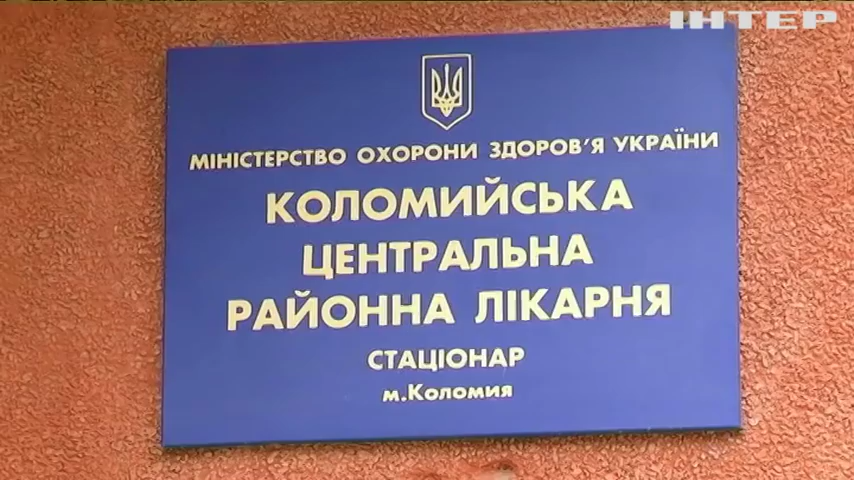 ІНТЕР
МІНІСТЕРСТВО ОХОРОНИ ЗДОРОВ'Я УКРАЇНИ
КОЛОМИЙСЬКА
ЦЕНТРАЛЬНА
РАЙОННА ЛІКАРНЯ
СТАЦІОНАР
м.Коломия